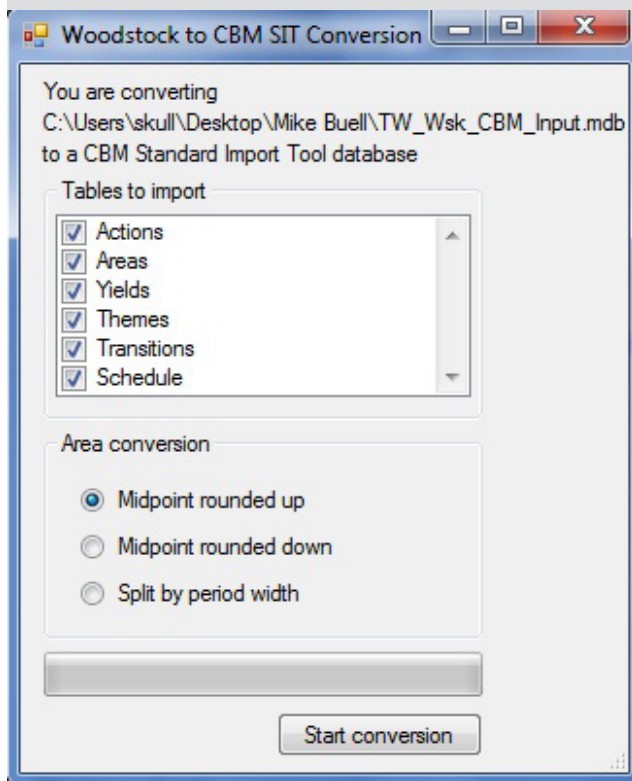 Woodstock to CBM SIT Conversion
You are converting
C:\Users\skull\Desktop\Mike Buell\TW_Wsk_CBM_Input.mdb
to a CBM Standard Import Tool database
Tables to import
Actions
Areas
Yields
Themes
Transitions
Schedule
Area conversion
Midpoint rounded up
Midpoint rounded down
Split by period width
Start conversion